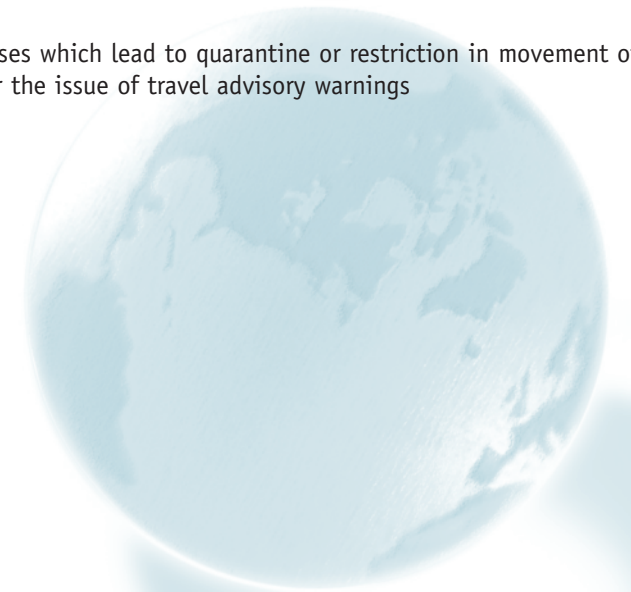 ses which lead to quarantine or restriction in movement o
r the issue of travel advisory warnings